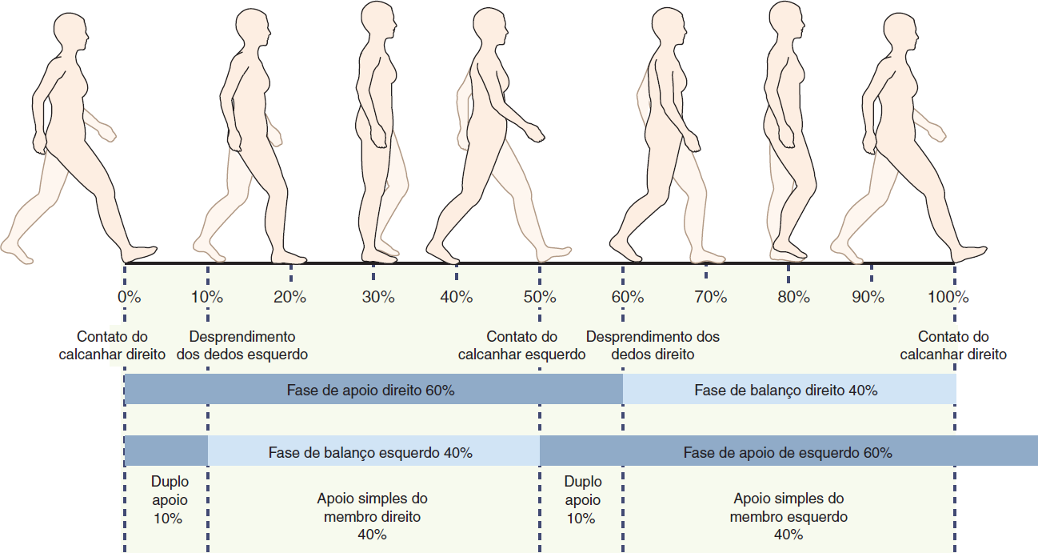 0% 10% 20% 30% 40% 50% 60% 70% 80% 90% 100%
Contato do
calcanhar direito
Desprendimento
dos dedos esquerdo
Contato do
calcanhar esquerdo
Desprendimento dos
dedos direito
Contato do
calcanhar direito
Fase de apoio direito 60%
Fase de balanço direito 40%
Fase de balanço esquerdo 40%
Fase de apoio de esquerdo 60%
Duplo
apoio
10%
Apoio simples do
membro direito
40%
Duplo
apoio
10%
Apoio simples do
membro esquerdo
40%